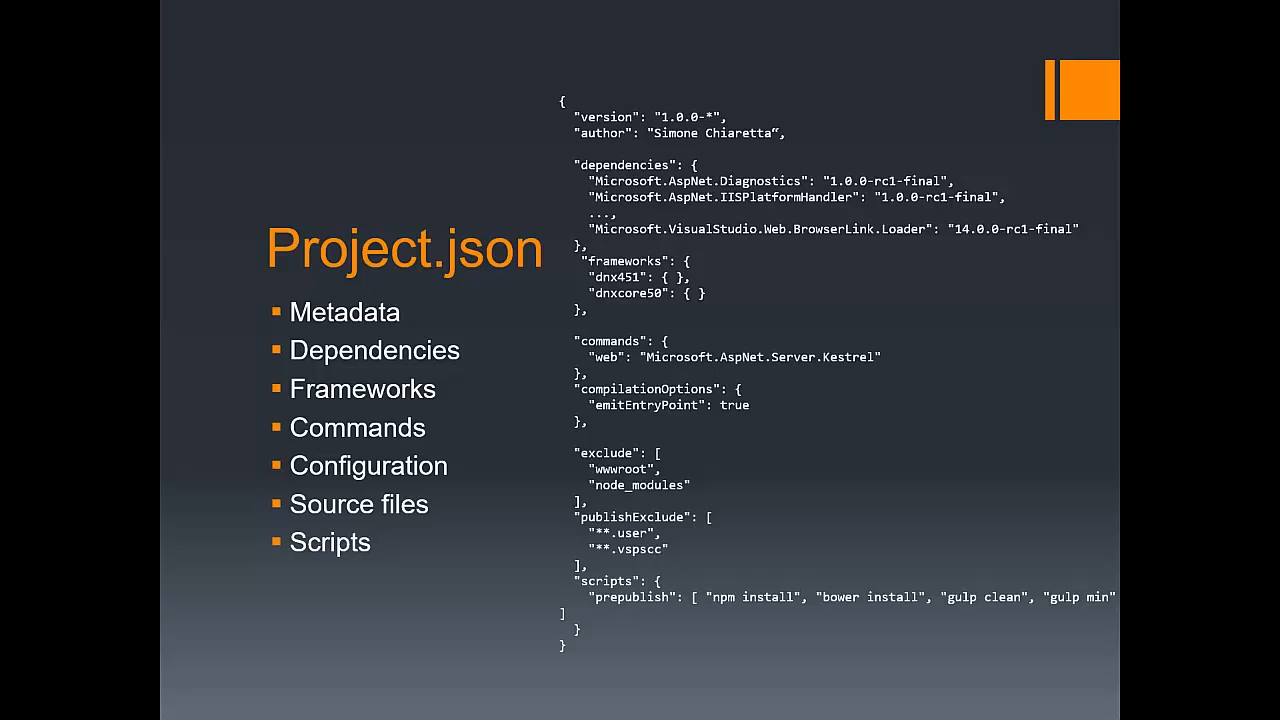 Project.json
Metadata
Dependencies
Frameworks
Commands
Configuration
Source files
Scripts
{
"version": "1.0.0-*",
"author": "Simone Chiaretta“,
"dependencies": {
"Microsoft.AspNet.Diagnostics": "1.0.0-rc1-final",
"Microsoft.AspNet.IISPlatformHandler": "1.0.0-rc1-final",
...,
"Microsoft.VisualStudio.Web.BrowserLink.Loader": "14.0.0-rc1-final"
},
"frameworks": {
"dnx451": { },
"dnxcore50": { }
},
"commands": {
"web": "Microsoft.AspNet.Server.Kestrel"
},
"compilationOptions": {
"emitEntryPoint": true
},
"exclude": [
"wwwroot",
"node_modules"
],
"publishExclude": [
"**.user",
"**.vspscc"
],
"scripts": {
"prepublish": [ "npm install", "bower install", "gulp clean", "gulp min"
]
}
}